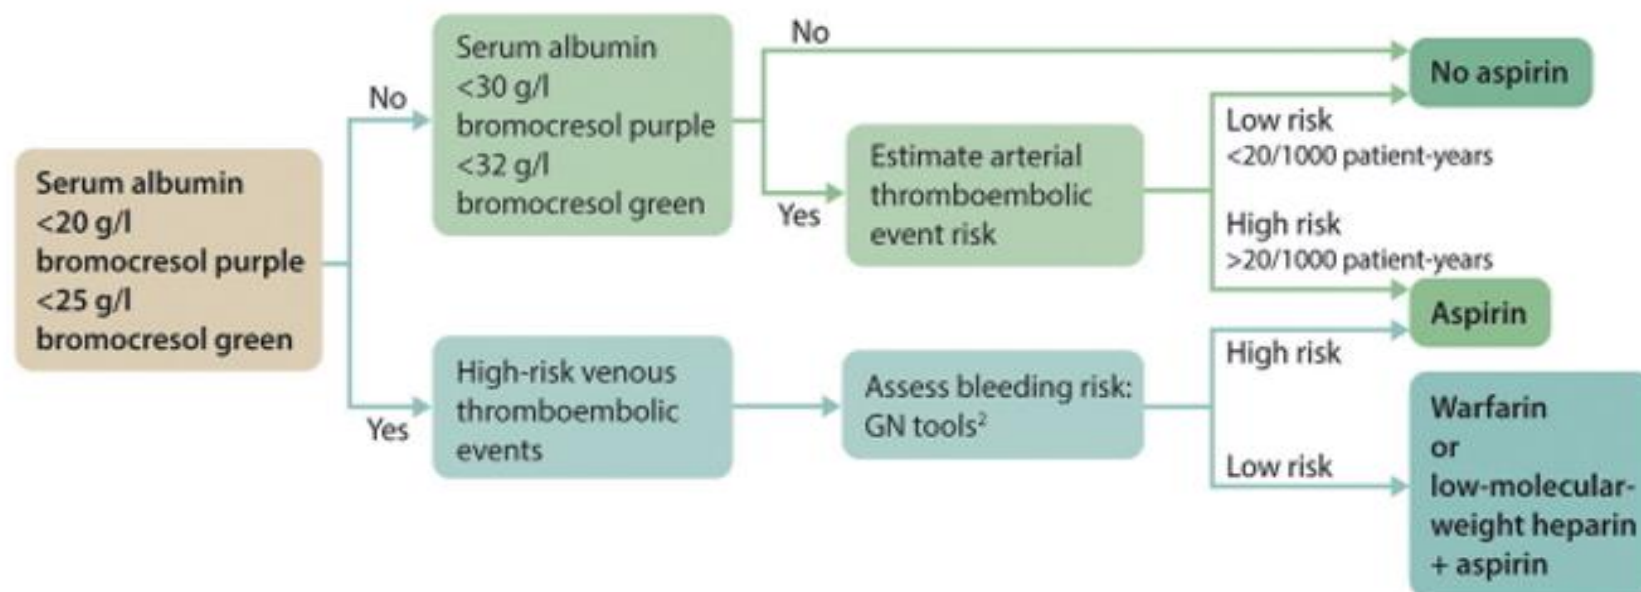 Serum albumin
<20 g/l
bromocresol purple
<25 g/l
bromocresol green
No
Yes
Serum albumin
<30 g/l
bromocresol purple
<32 g/l
bromocresol green
High-risk venous
thromboembolic
events
No
Yes
Estimate arterial
thromboembolic
event risk
Assess bleeding risk:
GN tools²
Low risk
<20/1000 patient-years
High risk
>20/1000 patient-years
High risk
Low risk
No aspirin
Aspirin
Warfarin
or
low-molecular-
weight heparin
+ aspirin